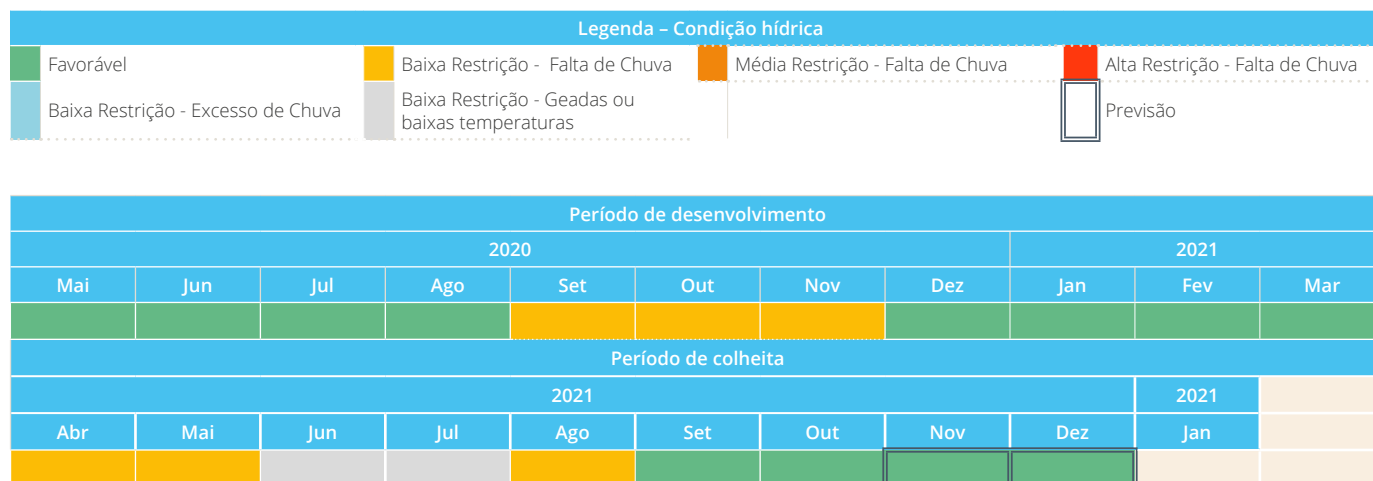 Legenda – Condição hídrica
Favorável
Baixa Restrição - Falta de Chuva
Média Restrição - Falta de Chuva
Alta Restrição - Falta de Chuva
Baixa Restrição - Excesso de Chuva
Baixa Restrição - Geadas ou
baixas temperaturas
Previsão
Período de desenvolvimento
2020 2021
Mai Jun Jul Ago Set Out Nov Dez Jan Fev Mar
Período de colheita
2021 2021
Abr Mai Jun Jul Ago Set Out Nov Dez Jan